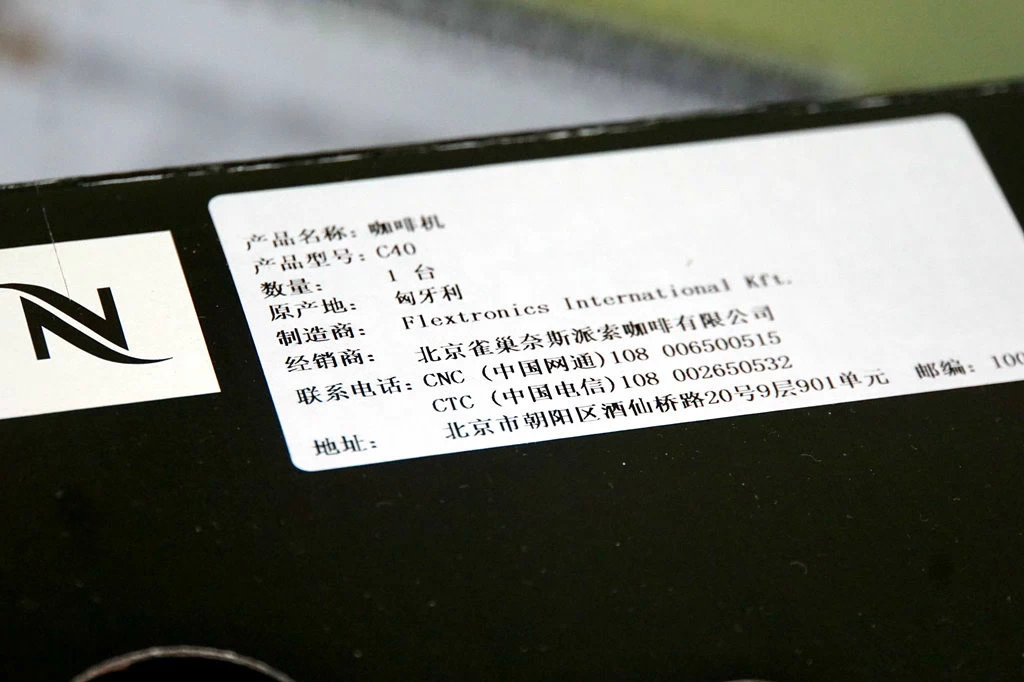 N
产品名称: 咖啡机
产品型号: C40
数量: 1 台
原产地: 匈牙利
制造商: Flextronics International Kft.
经销商: 北京雀巢奈斯派索咖啡有限公司
联系电话: CNC (中国网通)108 006500515
CTC (中国电信)108 002650532
地址: 北京市朝阳区酒仙桥路20号9层901单元 邮编: 100